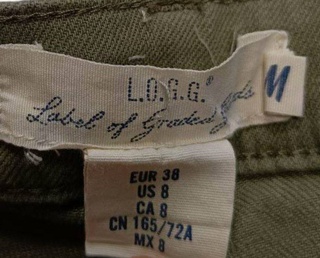 L.O.G.G.®
Label of Graded Goods
M
EUR 38
US 8
CA 8
CN 165/72A
MX 8